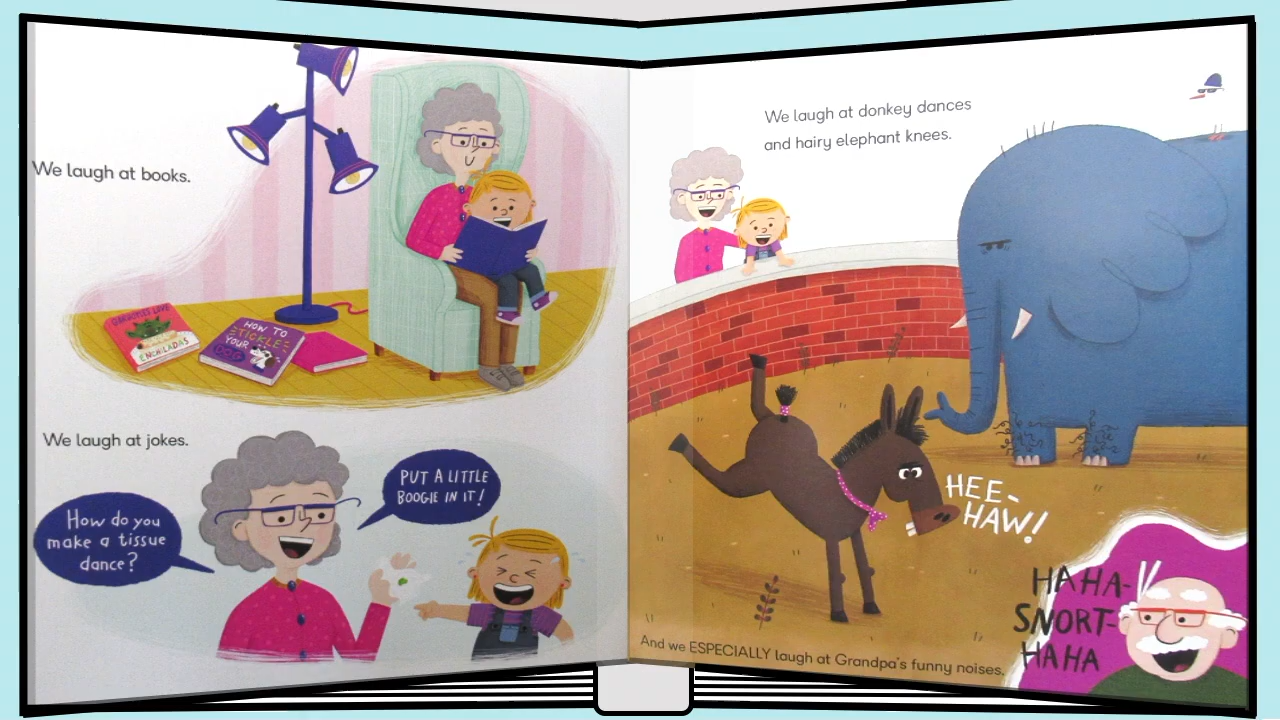 We laugh at books.
HOW TO
TICKLE
YOUR
ENCHILADAS
We laugh at jokes.
How do you
make a tissue
dance?
PUT A LITTLE
BOOGIE IN IT!
We laugh at donkey dances
and hairy elephant knees.
HEE-
HAW!
HA HA-
SNORT-
HA HA
And we ESPECIALLY laugh at Grandpa's funny noises.